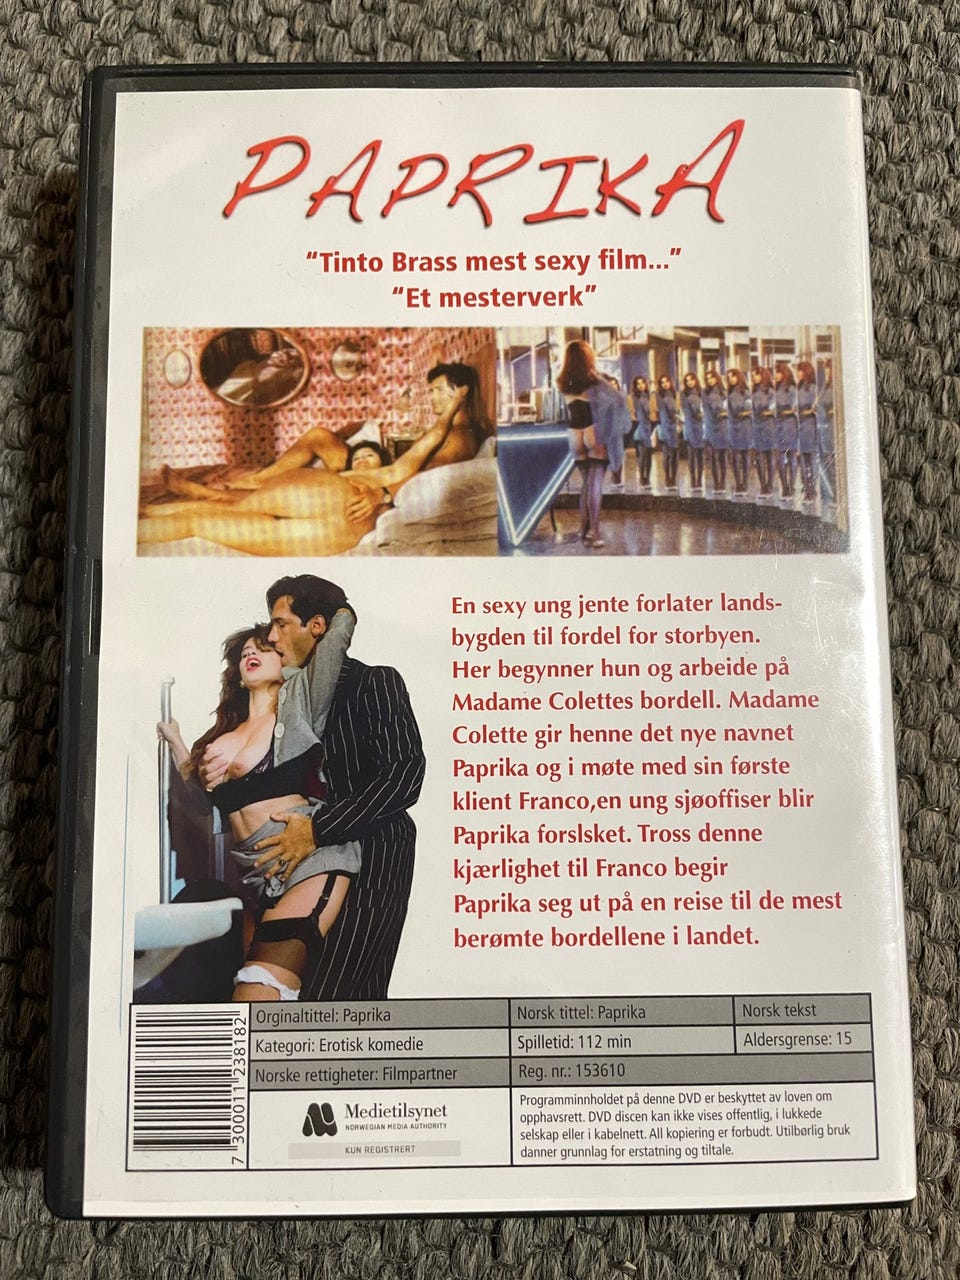 PAPRIKA
“Tinto Brass mest sexy film...”
“Et mesterverk”
En sexy ung jente forlater lands-
bygden til fordel for storbyen.
Her begynner hun og arbeide på
Madame Colettes bordell. Madame
Colette gir henne det nye navnet
Paprika og i møte med sin første
klient Franco,en ung sjøoffiser blir
Paprika forslsket. Tross denne
kjærlighet til Franco begir
Paprika seg ut på en reise til de mest
berømte bordellene i landet.
Orginaltittel: Paprika
Norsk tittel: Paprika
Norsk tekst
Kategori: Erotisk komedie
Spilletid: 112 min
Aldersgrense: 15
Norske rettigheter: Filmpartner
Reg. nr.: 153610
Medietilsynet
NORWEGIAN MEDIA AUTHORITY
KUN REGISTRERT
Programminnholdet på denne DVD er beskyttet av loven om
opphavsrett. DVD discen kan ikke vises offentlig, i lukkede
selskap eller i kabelnett. All kopiering er forbudt. Utilbørlig bruk
danner grunnlag for erstatning og tiltale.
7 300011 238182